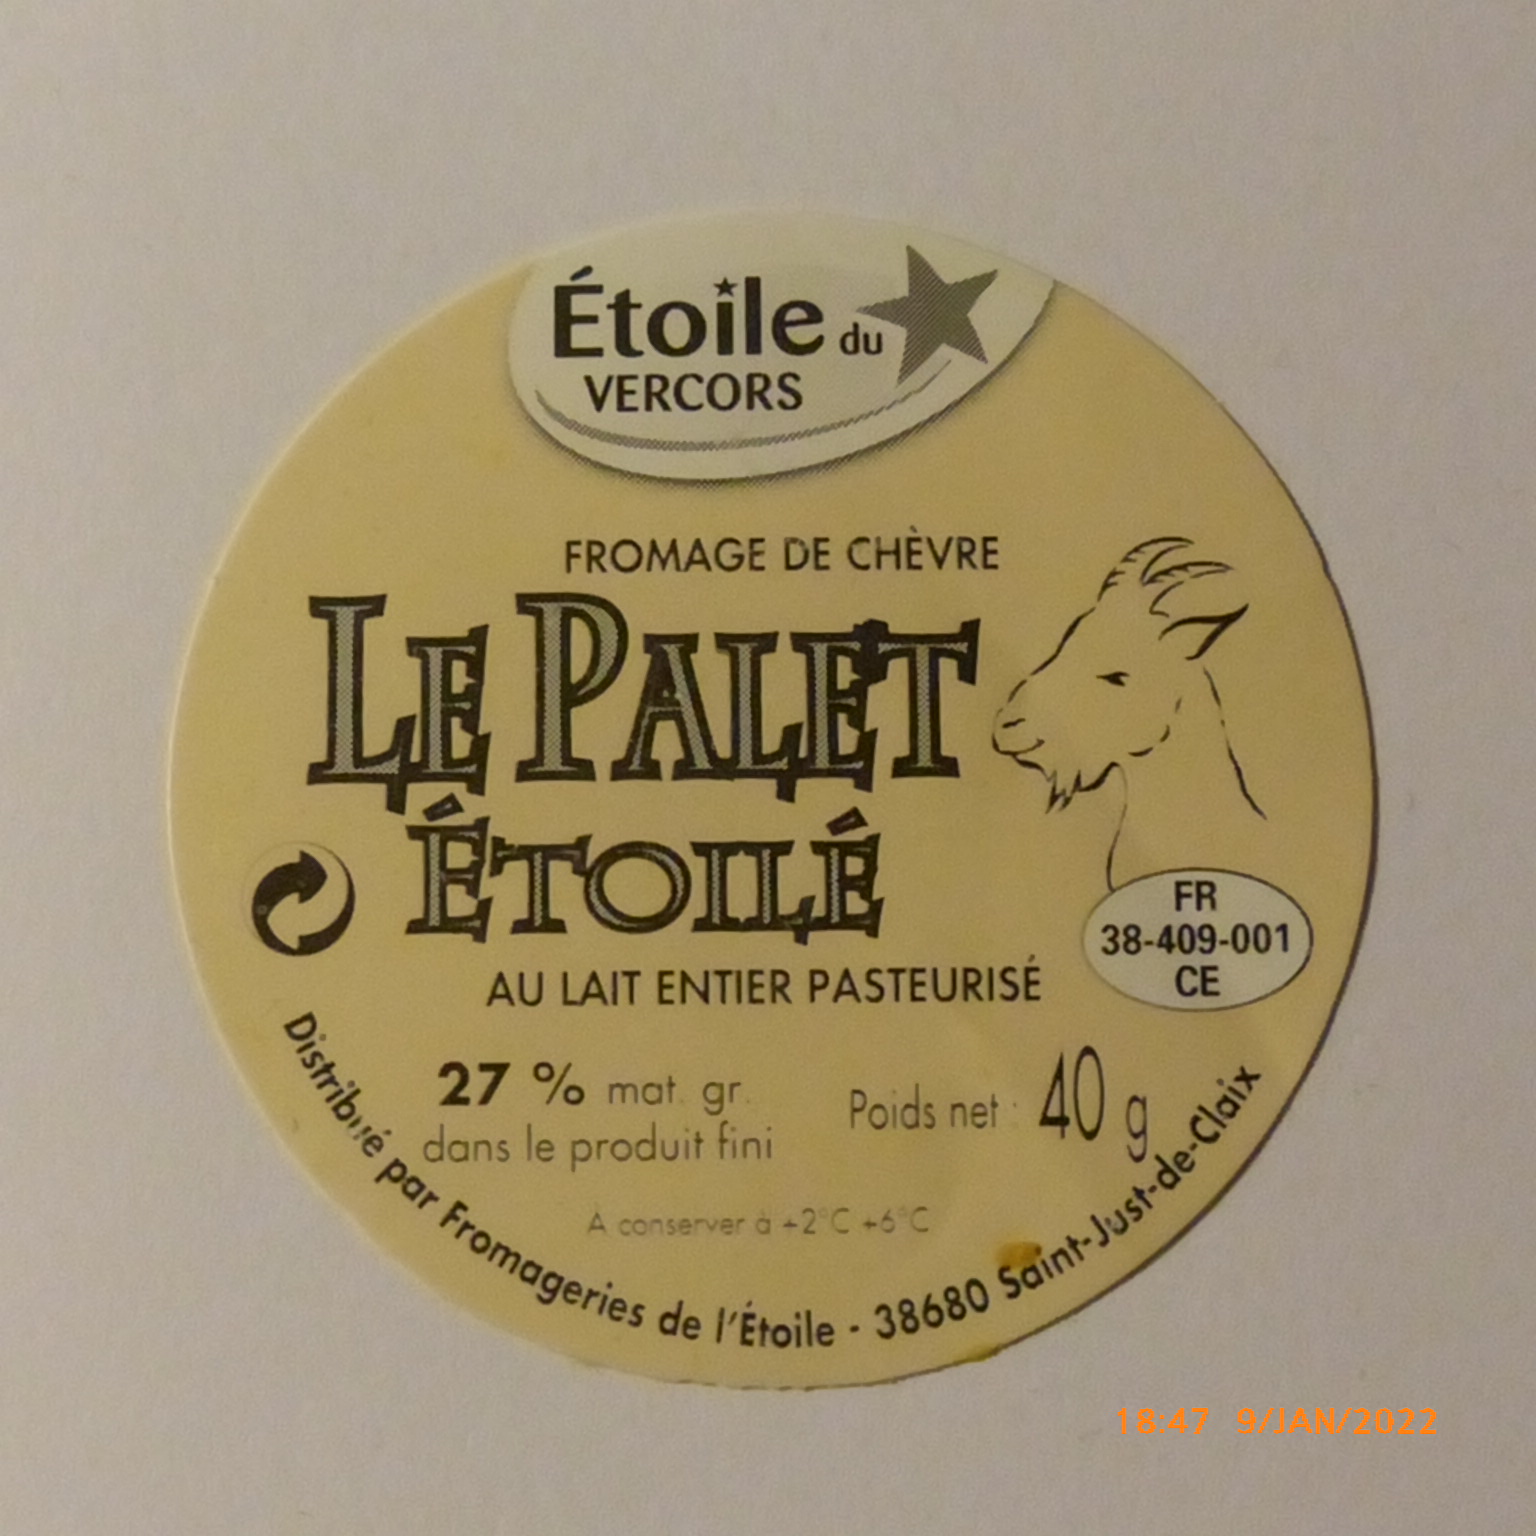 Étoile du
VERCORS
FROMAGE DE CHÈVRE
LE PALET
ÉTOILÉ
FR
38-409-001
CE
AU LAIT ENTIER PASTEURISÉ
27 % mat. gr.
dans le produit fini
Poids net : 40 g
A conserver à +2°C +6°C
Distribué par Fromageries de l'Étoile - 38680 Saint-Just-de-Claix
18:47 9/JAN/2022